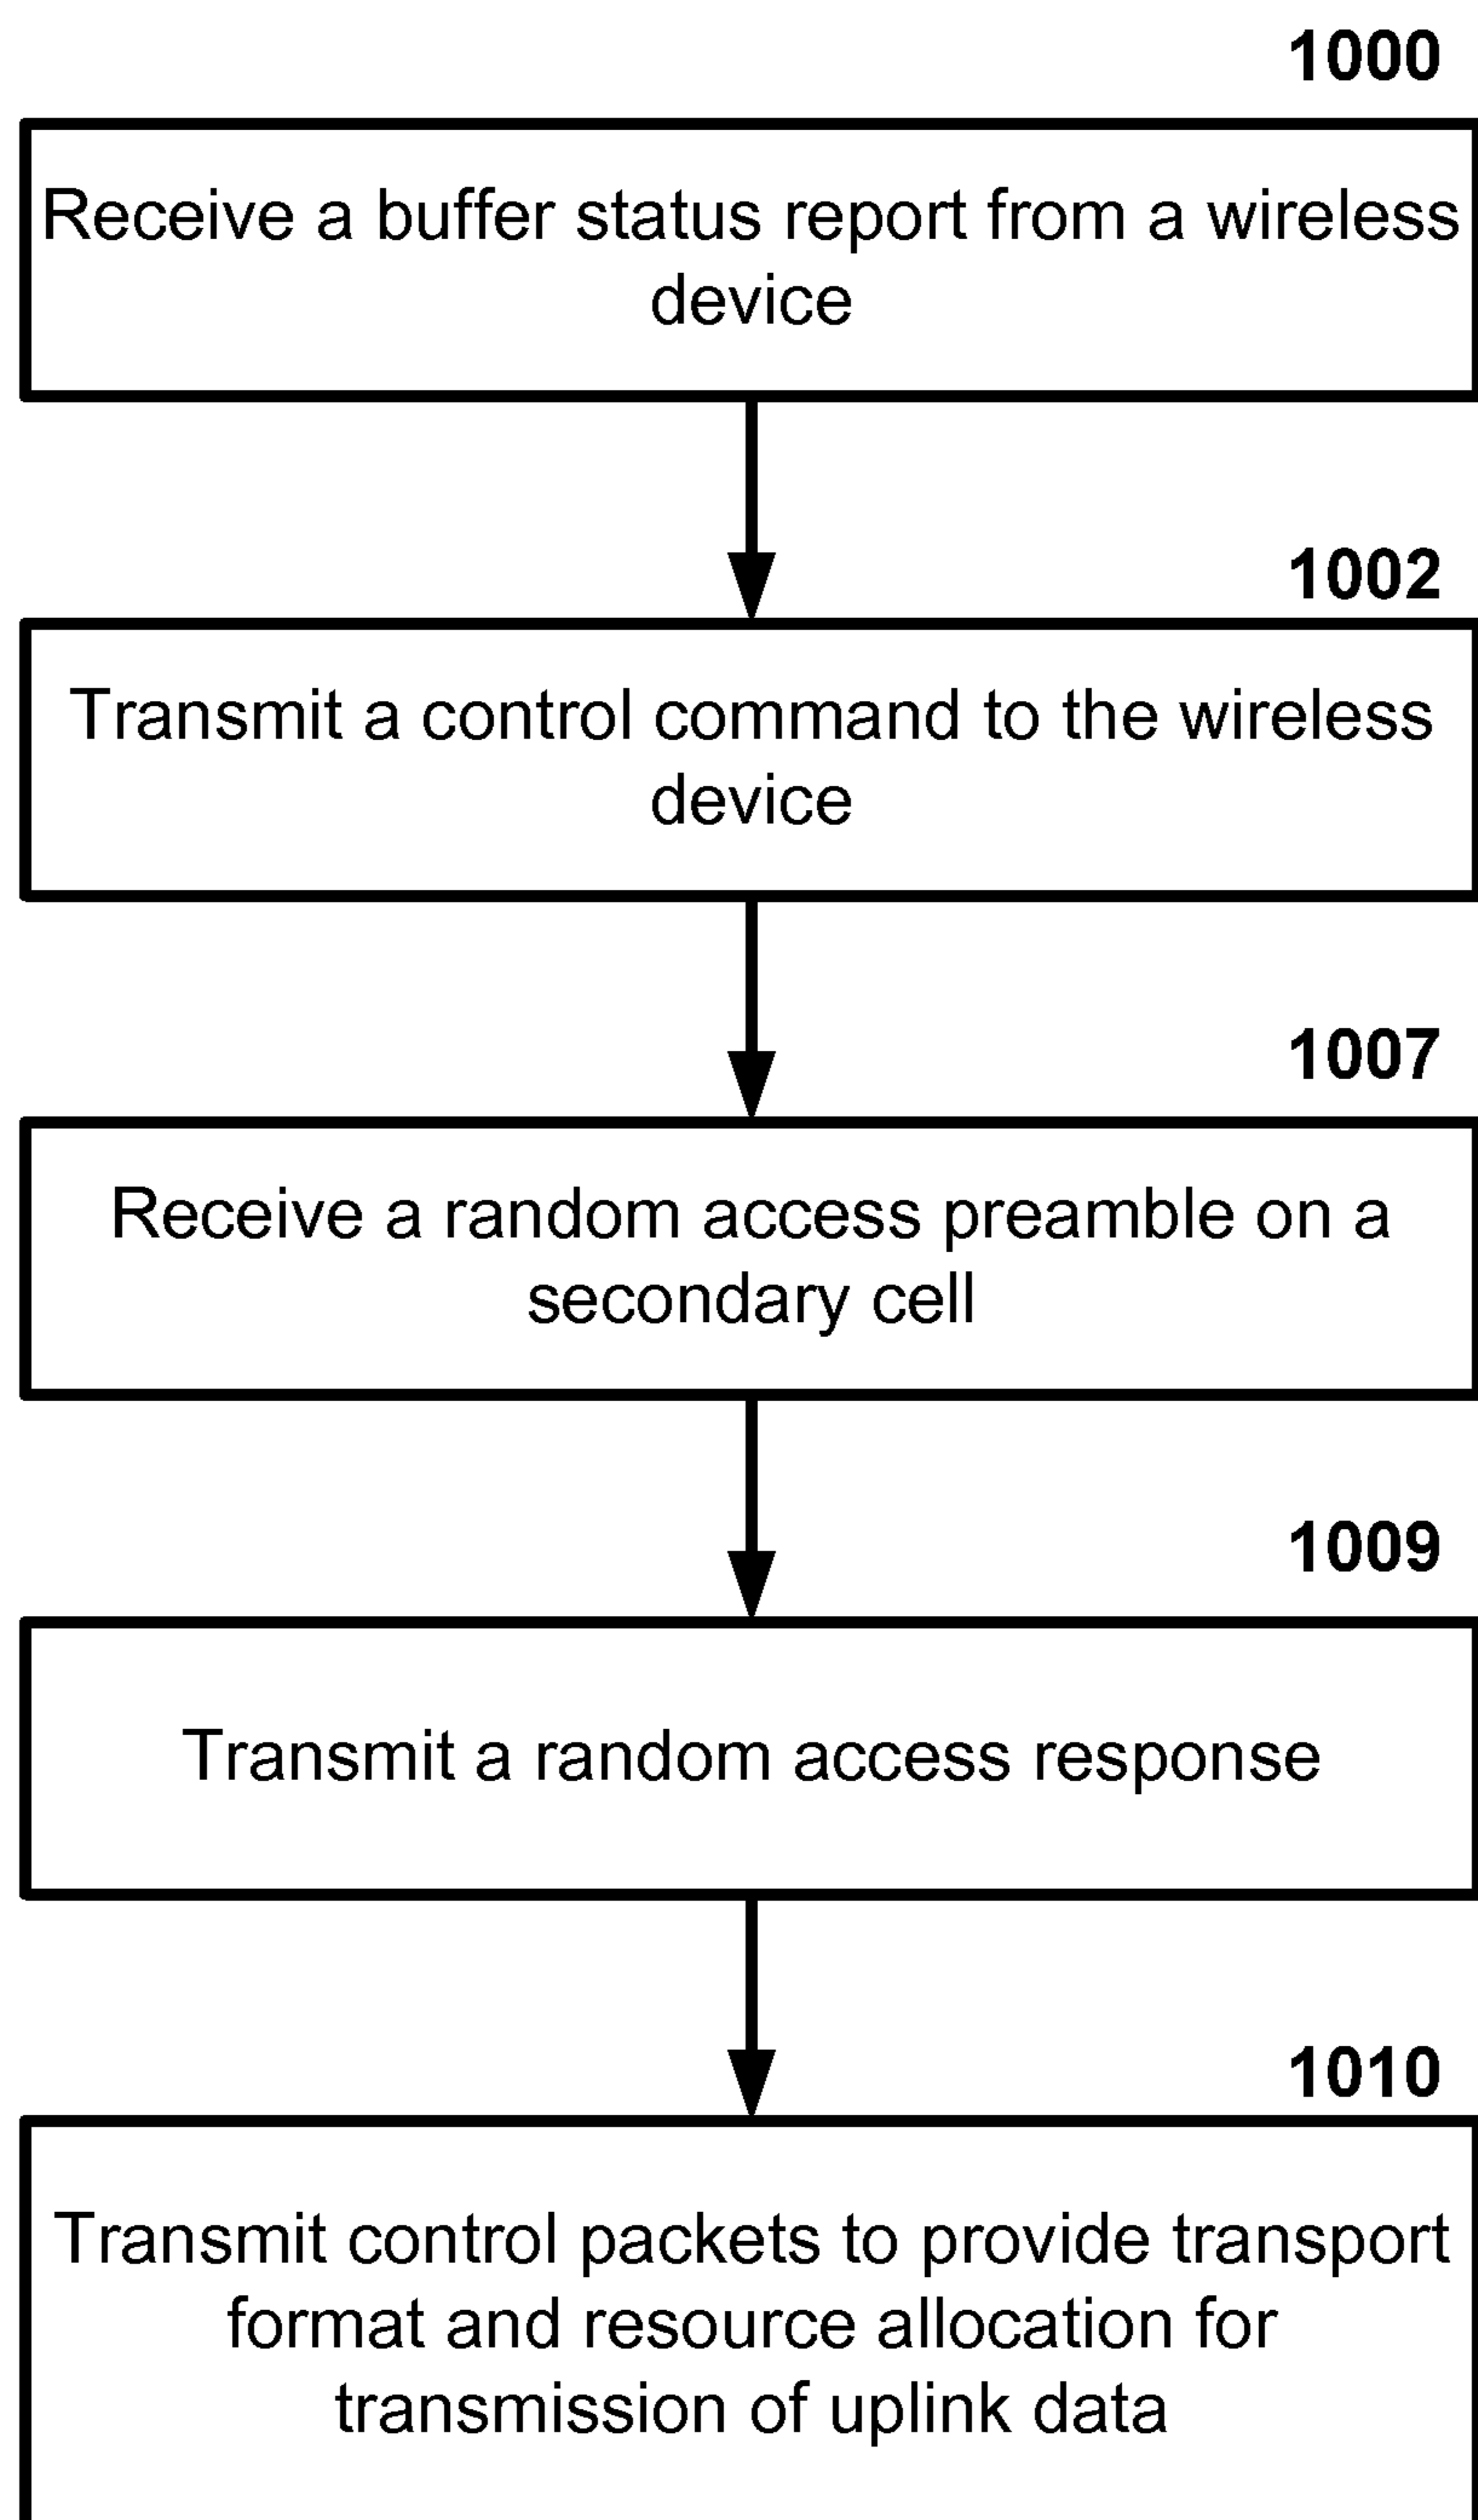 1000
Receive a buffer status report from a wireless
device
1002
Transmit a control command to the wireless
device
1007
Receive a random access preamble on a
secondary cell
1009
Transmit a random access response
1010
Transmit control packets to provide transport
format and resource allocation for
transmission of uplink data